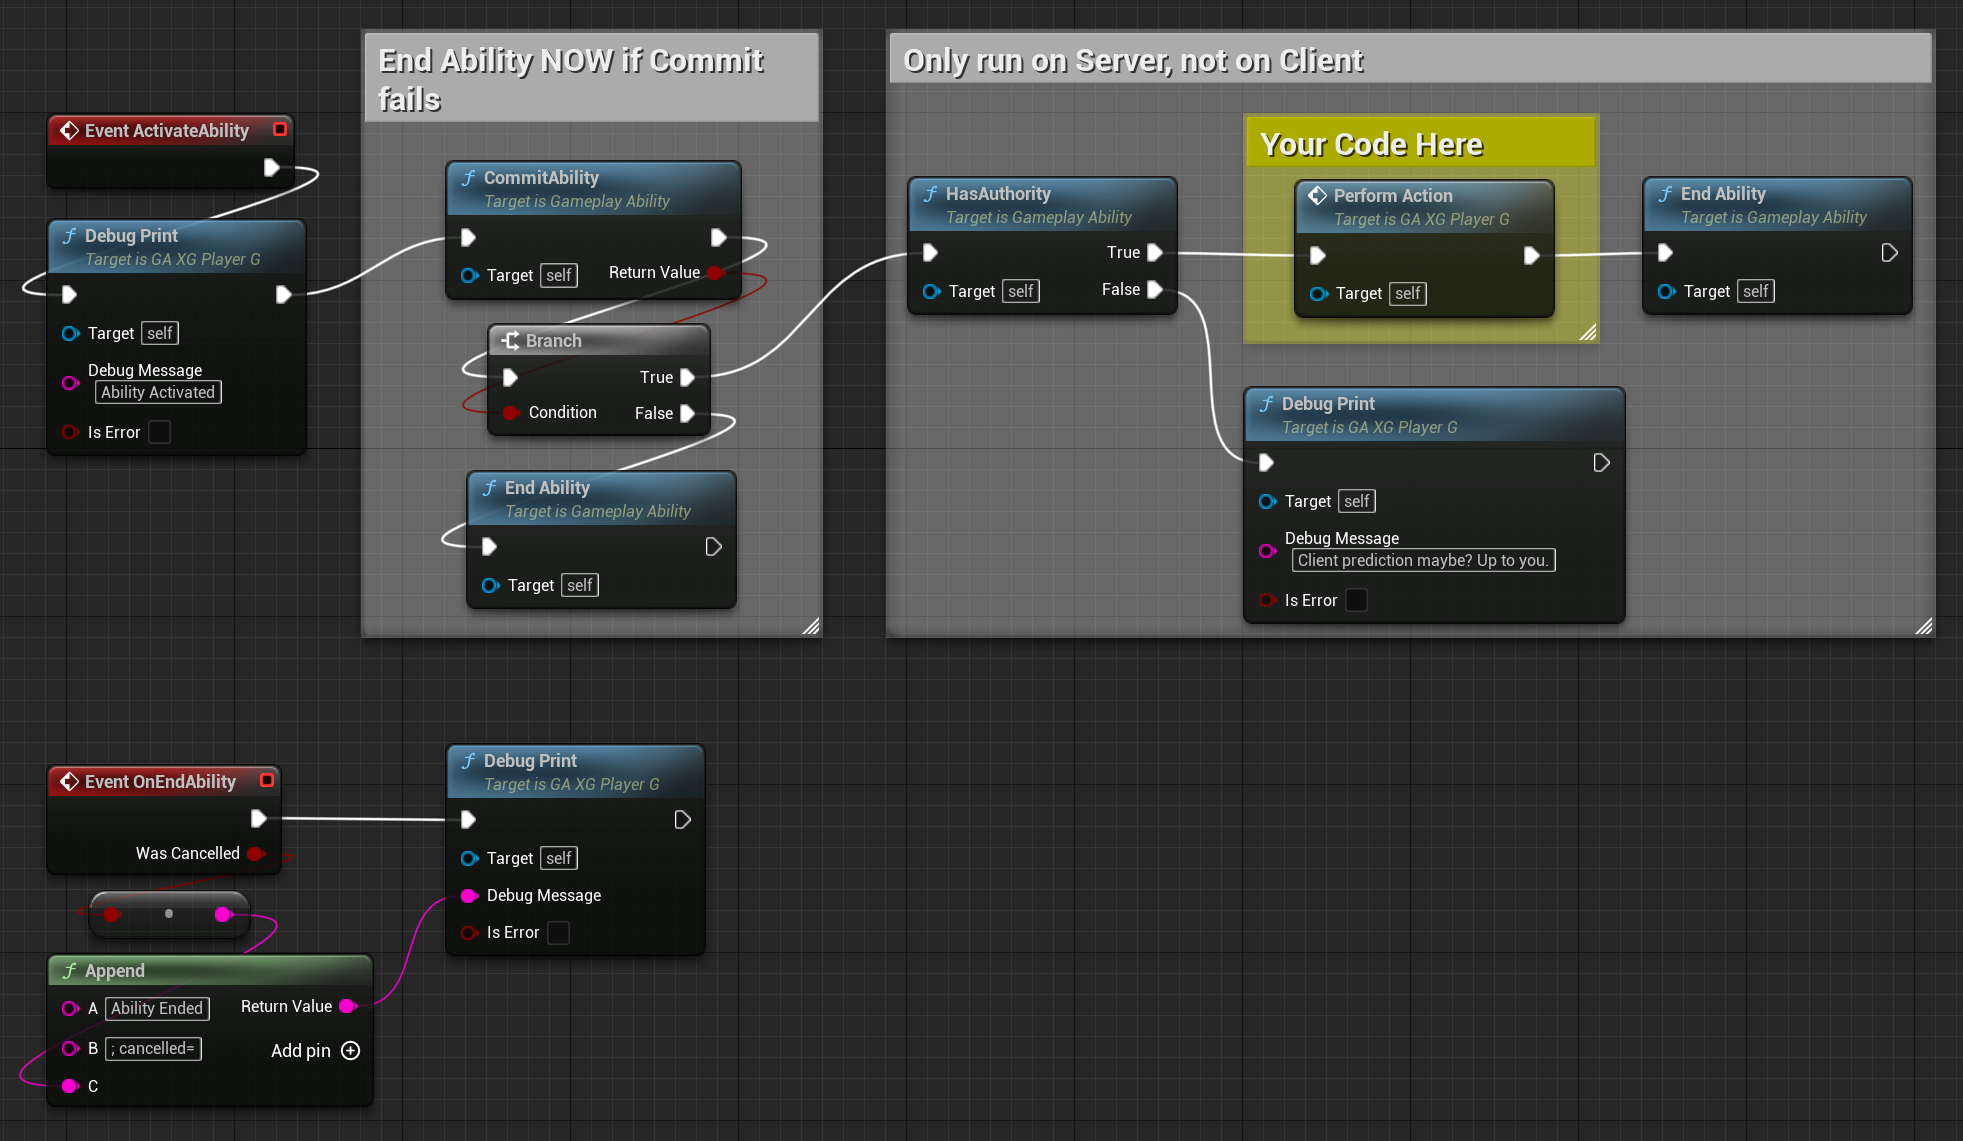 Event ActivateAbility
Debug Print
Target is GA XG Player G
Target self
Debug Message
Ability Activated
Is Error
End Ability NOW if Commit
fails
CommitAbility
Target is Gameplay Ability
Target self Return Value
Branch
True
Condition False
End Ability
Target is Gameplay Ability
Target self
Only run on Server, not on Client
HasAuthority
Target is Gameplay Ability
True
Target self False
Your Code Here
Perform Action
Target is GA XG Player G
Target self
End Ability
Target is Gameplay Ability
Target self
Debug Print
Target is GA XG Player G
Target self
Debug Message
Client prediction maybe? Up to you.
Is Error
Event OnEndAbility
Was Cancelled
Append
A Ability Ended Return Value
B ; cancelled= Add pin
C
Debug Print
Target is GA XG Player G
Target self
Debug Message
Is Error